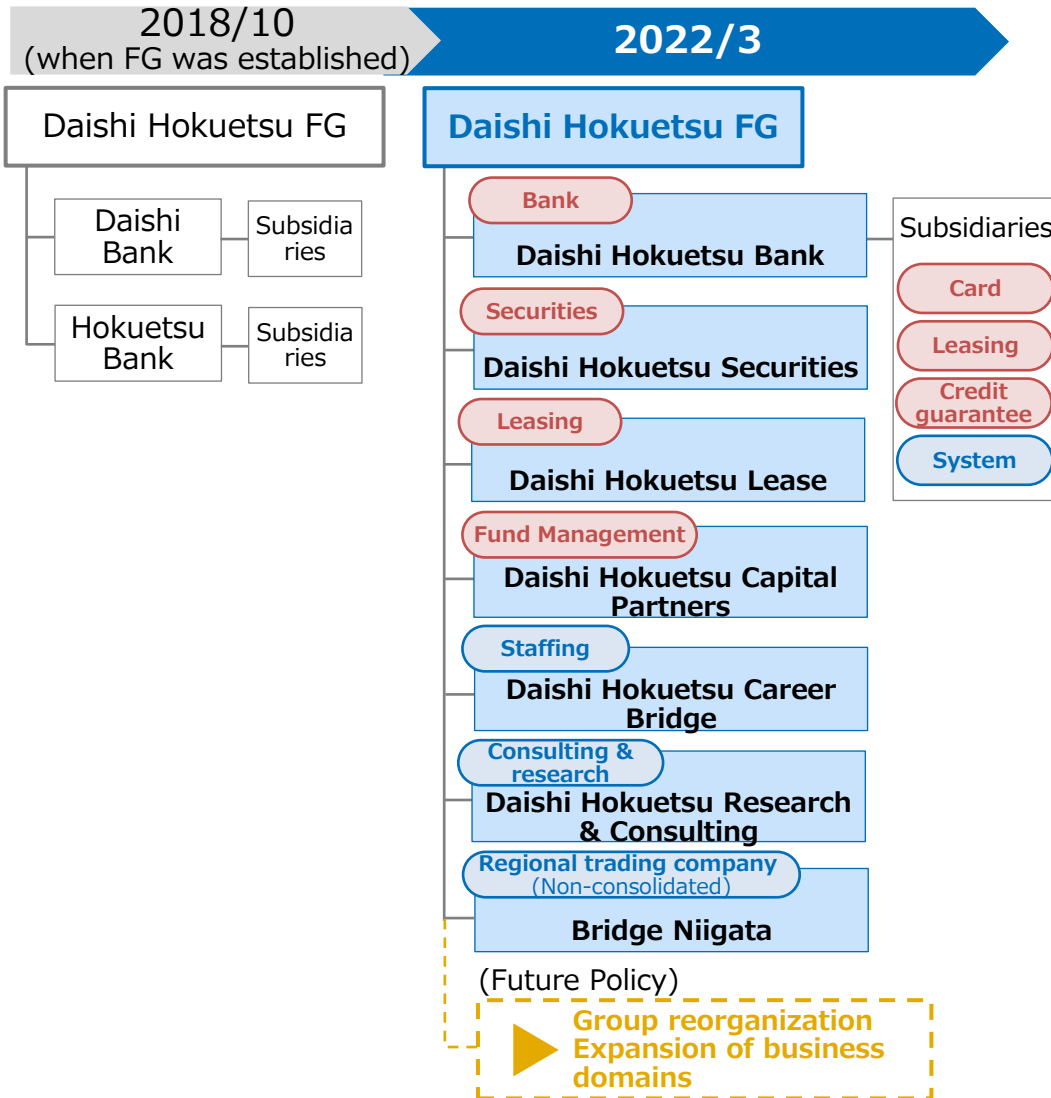 2018/10
(when FG was established)
2022/3
Daishi Hokuetsu FG
Daishi
Bank
Subsidia
ries
Hokuetsu
Bank
Subsidia
ries
Daishi Hokuetsu FG
Bank
Daishi Hokuetsu Bank
Securities
Daishi Hokuetsu Securities
Leasing
Daishi Hokuetsu Lease
Fund Management
Daishi Hokuetsu Capital
Partners
Staffing
Daishi Hokuetsu Career
Bridge
Consulting &
research
Daishi Hokuetsu Research
& Consulting
Regional trading company
(Non-consolidated)
Bridge Niigata
Subsidiaries
Card
Leasing
Credit
guarantee
System
(Future Policy)
Group reorganization
Expansion of business
domains